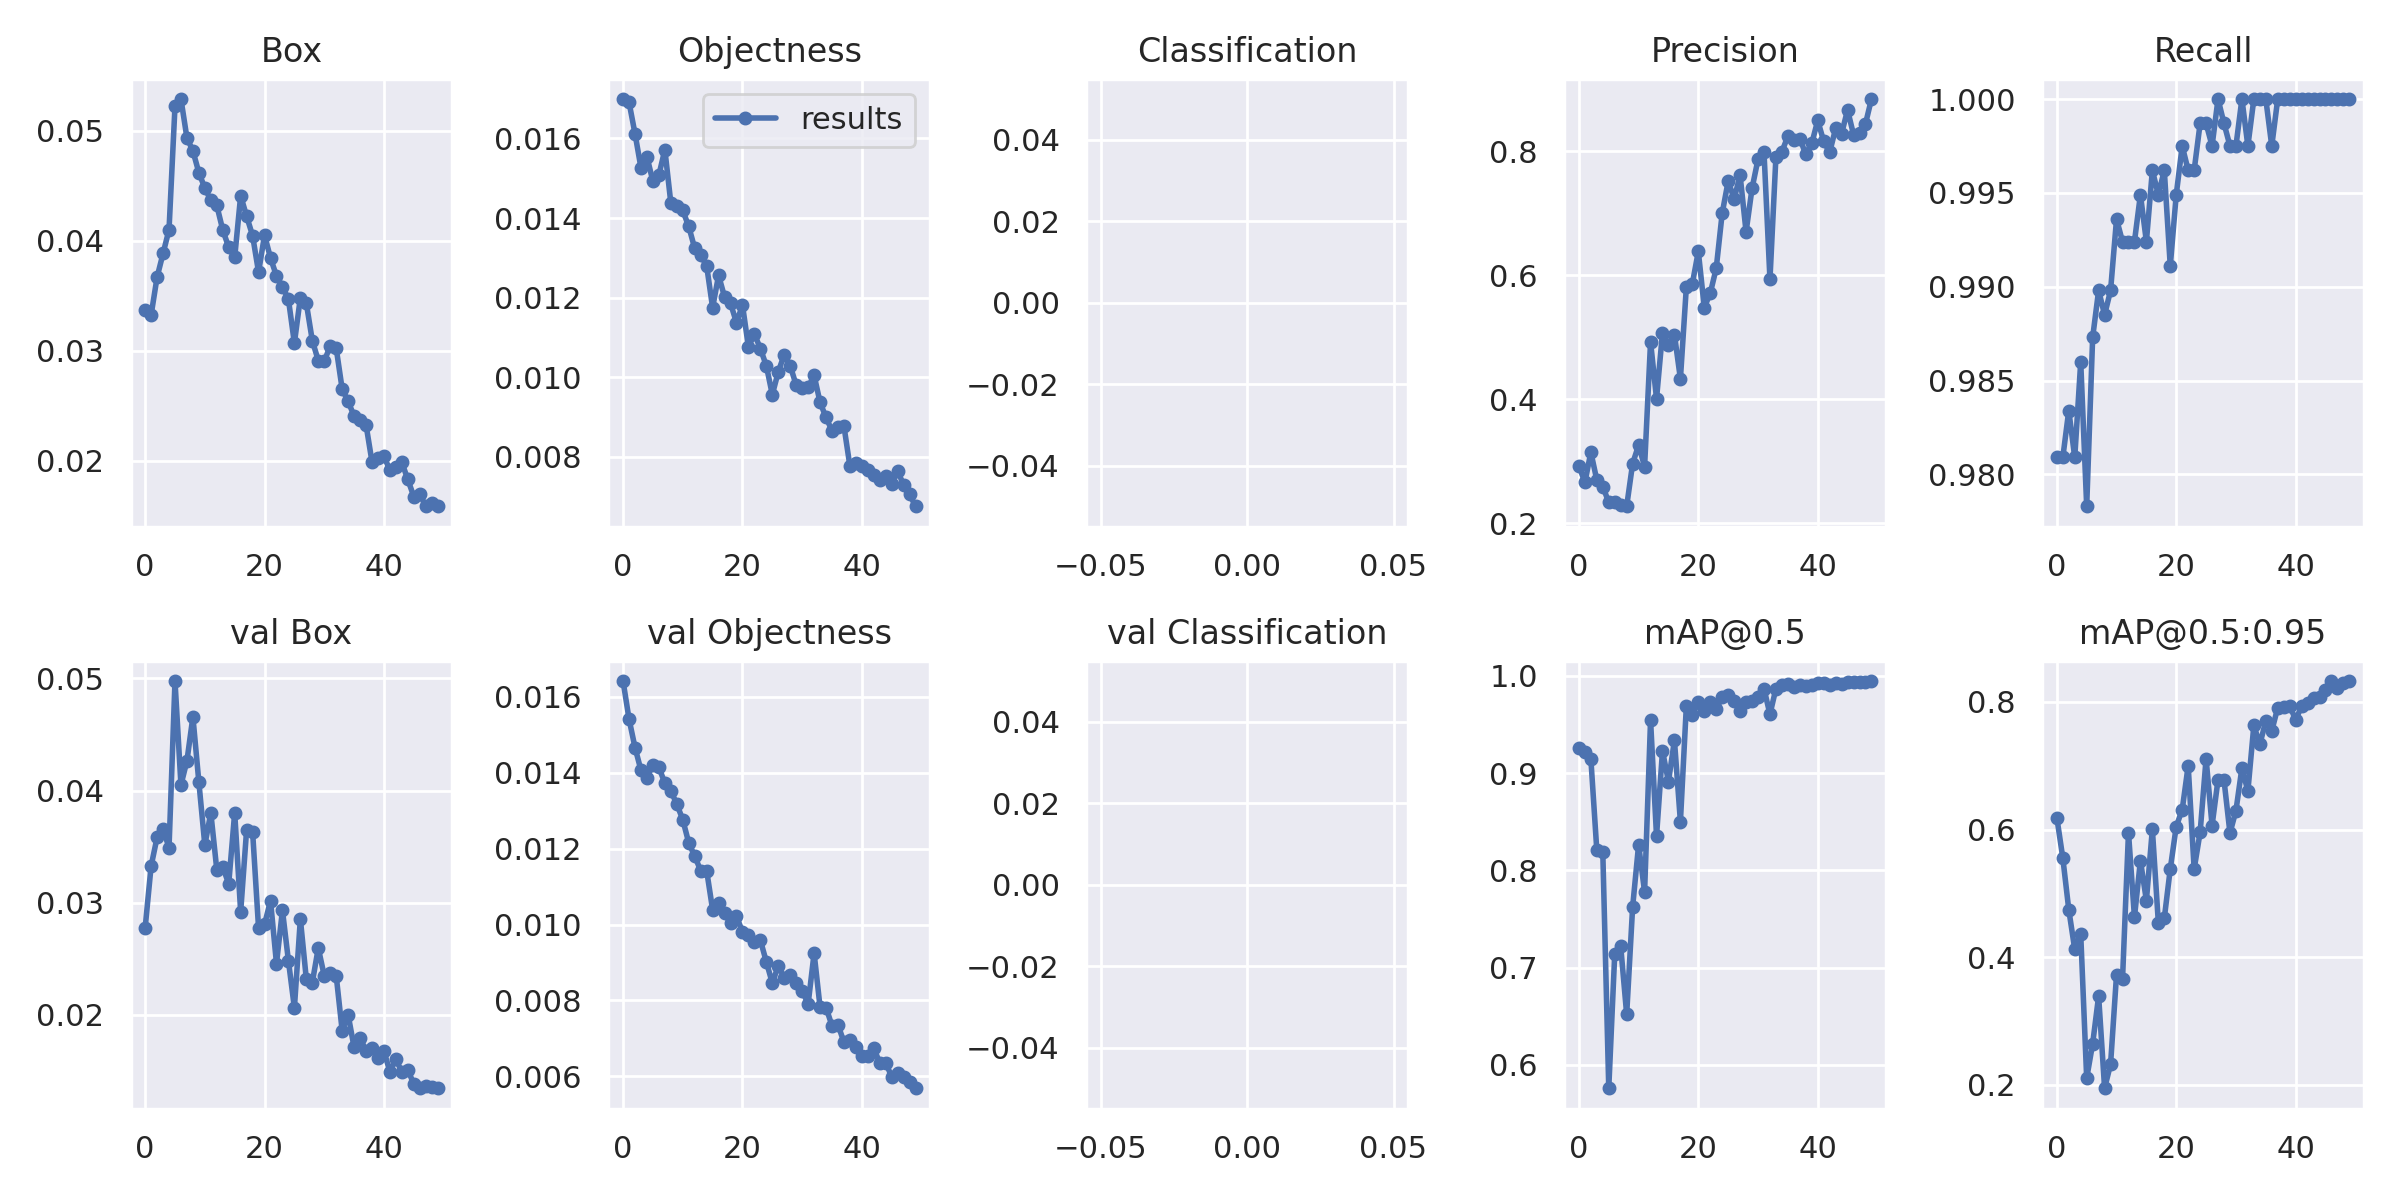 Box
0.05
0.04
0.03
0.02
0 20 40
Objectness
results
0.016
0.014
0.012
0.010
0.008
0 20 40
Classification
0.04
0.02
0.00
−0.02
−0.04
−0.05 0.00 0.05
Precision
0.8
0.6
0.4
0.2
0 20 40
Recall
1.000
0.995
0.990
0.985
0.980
0 20 40
val Box
0.05
0.04
0.03
0.02
0 20 40
val Objectness
0.016
0.014
0.012
0.010
0.008
0.006
0 20 40
val Classification
0.04
0.02
0.00
−0.02
−0.04
−0.05 0.00 0.05
mAP@0.5
1.0
0.9
0.8
0.7
0.6
0 20 40
mAP@0.5:0.95
0.8
0.6
0.4
0.2
0 20 40